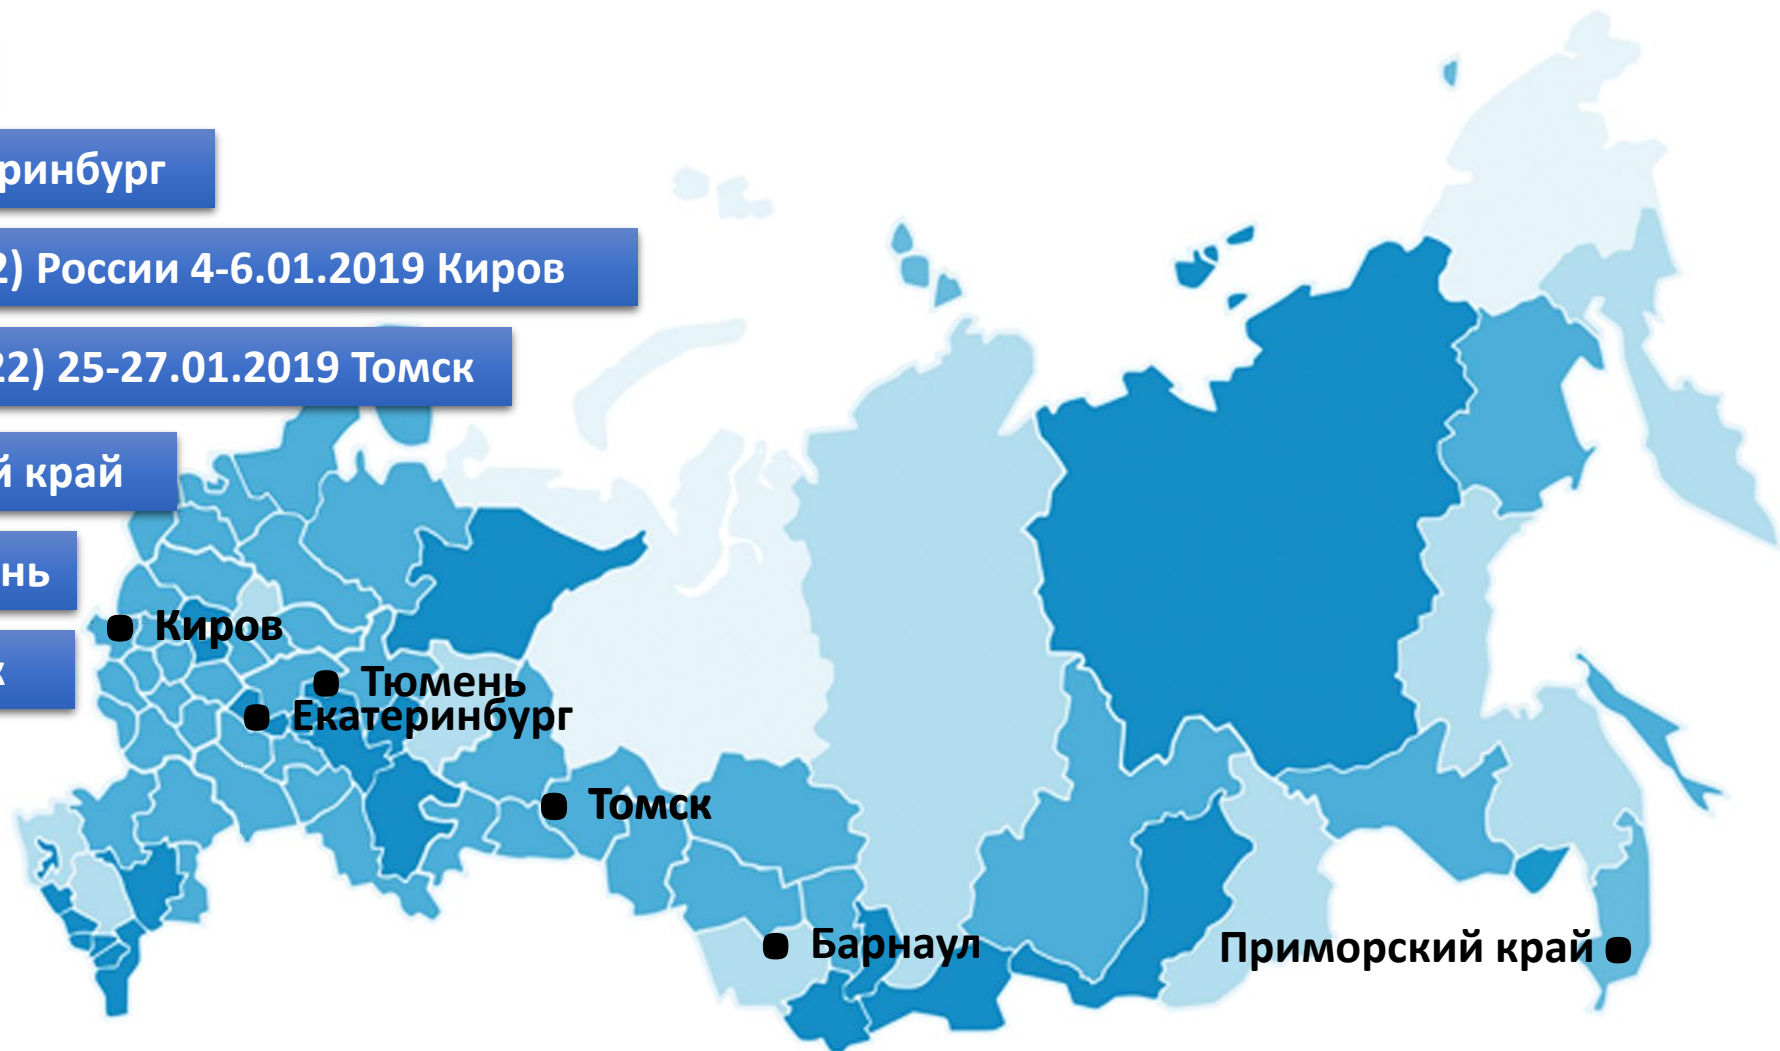 ринбург
2) России 4-6.01.2019 Киров
22) 25-27.01.2019 Томск
й край
нь
к
Киров
Тюмень
Екатеринбург
Томск
Барнаул
Приморский край